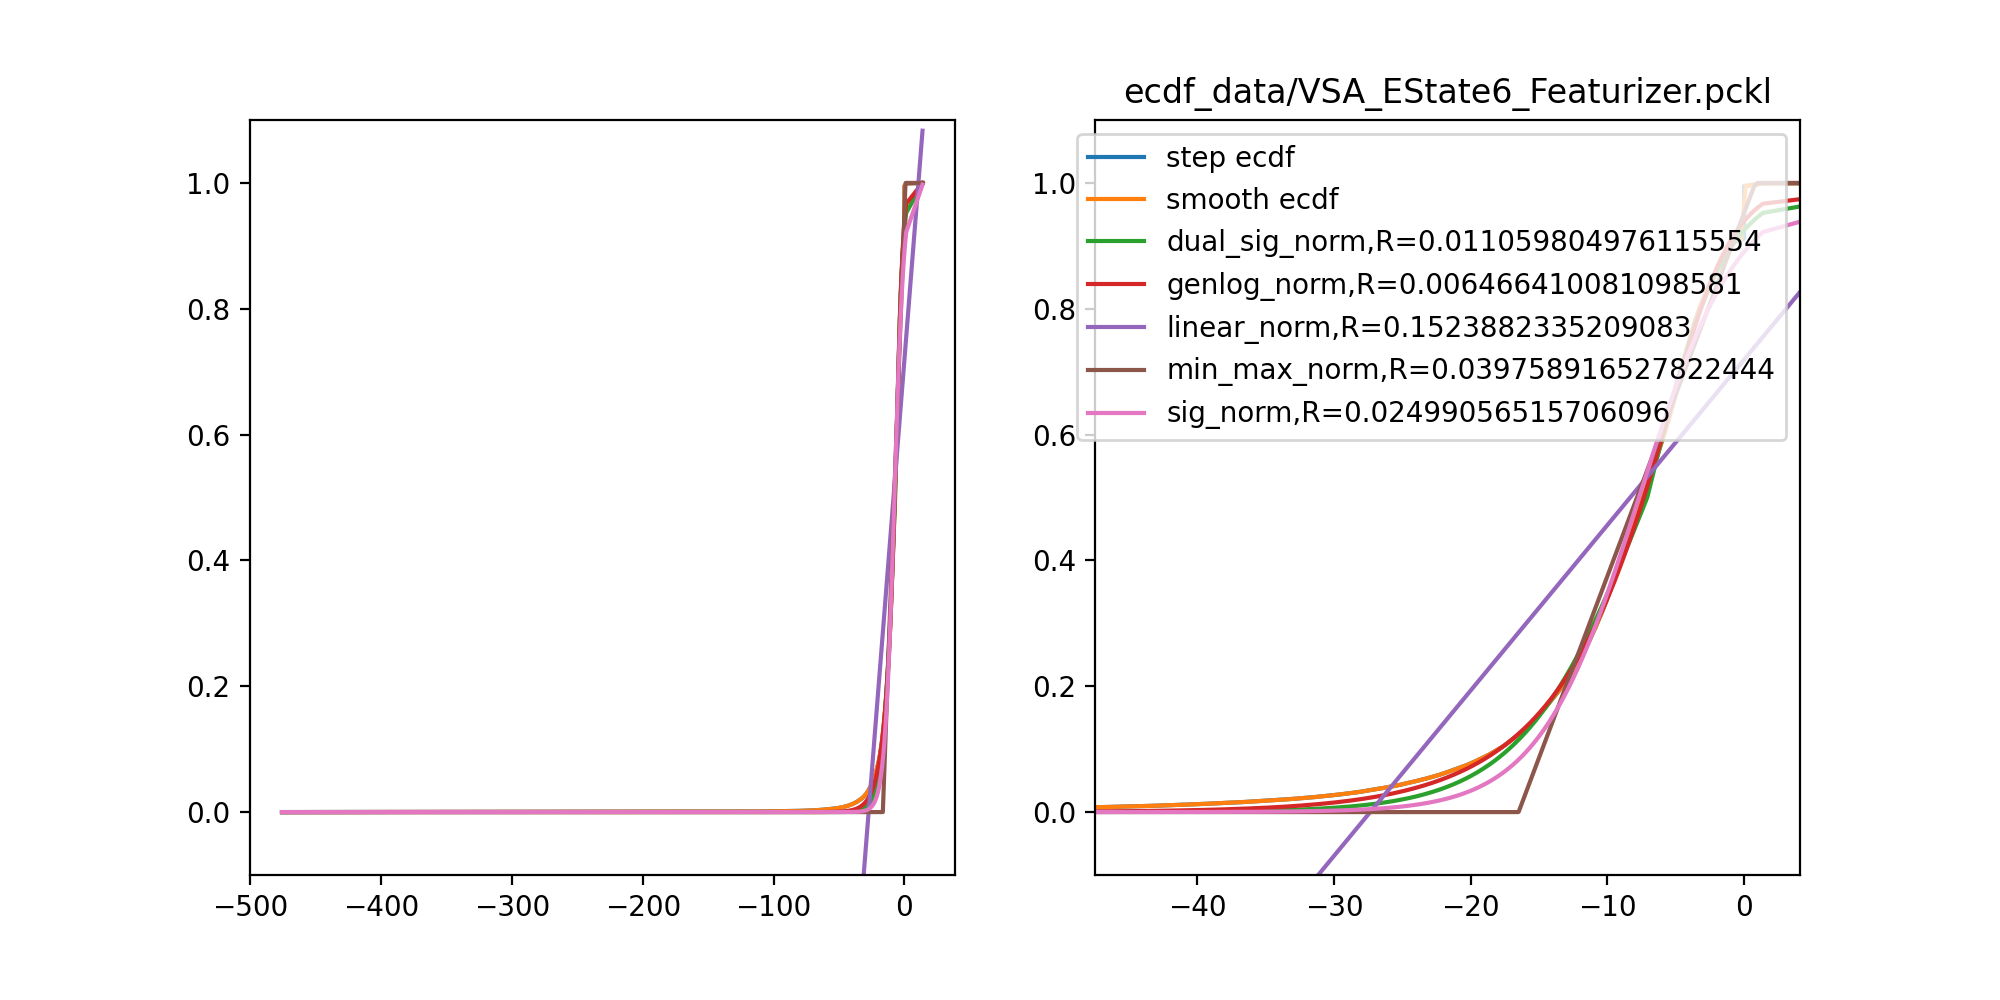 ecdf_data/VSA_EState6_Featurizer.pckl
1.0
0.8
0.6
0.4
0.2
0.0
−500 −400 −300 −200 −100 0
step ecdf
smooth ecdf
dual_sig_norm,R=0.011059804976115554
genlog_norm,R=0.006466410081098581
linear_norm,R=0.1523882335209083
min_max_norm,R=0.039758916527822444
sig_norm,R=0.02499056515706096
1.0
0.8
0.6
0.4
0.2
0.0
−40 −30 −20 −10 0